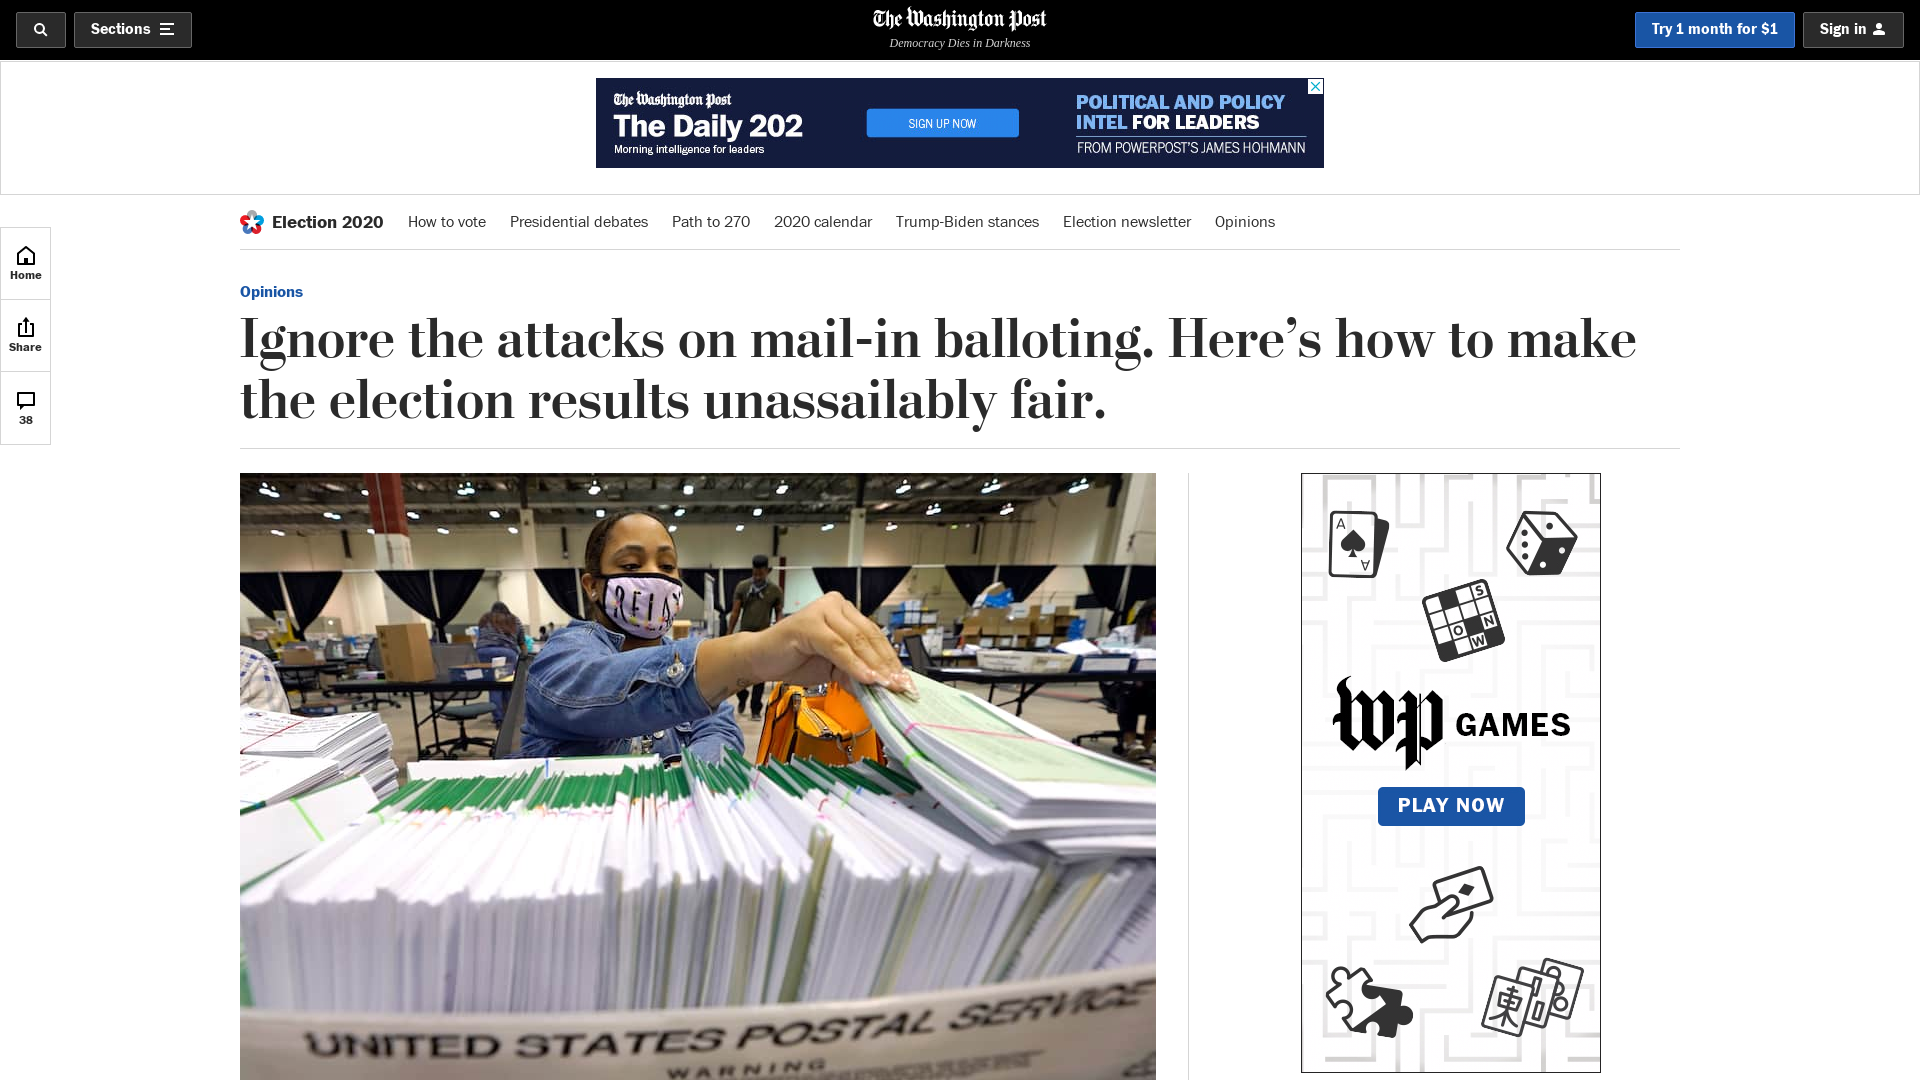 Sections
The Washington Post
Democracy Dies in Darkness
Try 1 month for $1
Sign in
The Washington Post
The Daily 202
Morning intelligence for leaders
SIGN UP NOW
POLITICAL AND POLICY
INTEL FOR LEADERS
FROM POWERPOST'S JAMES HOHMANN
Election 2020
How to vote
Presidential debates
Path to 270
2020 calendar
Trump-Biden stances
Election newsletter
Opinions
Home
Share
38
Opinions
Ignore the attacks on mail-in balloting. Here’s how to make
the election results unassailably fair.
RELAX
UNITED STATES POSTAL SERVICE
WARNING
A
A
S
O
N
W
wp GAMES
PLAY NOW
東